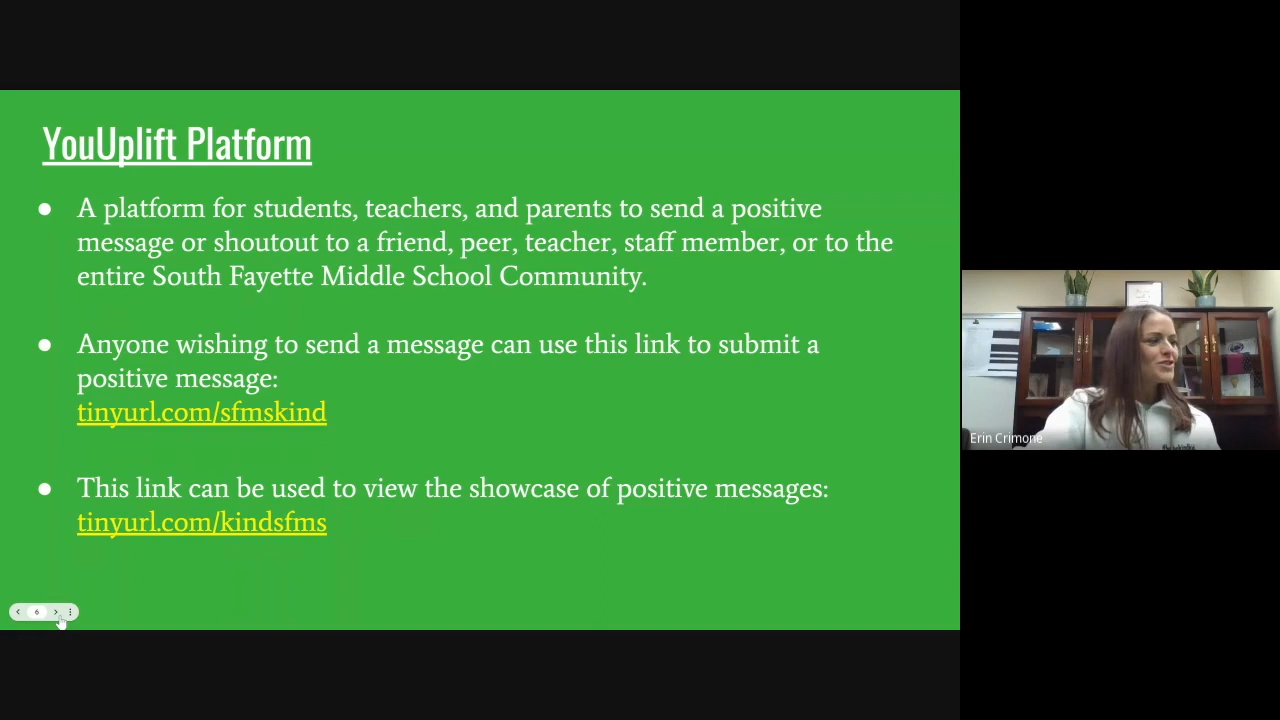 YouUplift Platform
● A platform for students, teachers, and parents to send a positive
message or shoutout to a friend, peer, teacher, staff member, or to the
entire South Fayette Middle School Community.
● Anyone wishing to send a message can use this link to submit a
positive message:
tinyurl.com/sfmskind
● This link can be used to view the showcase of positive messages:
tinyurl.com/kindsfms
6
Erin Crimone